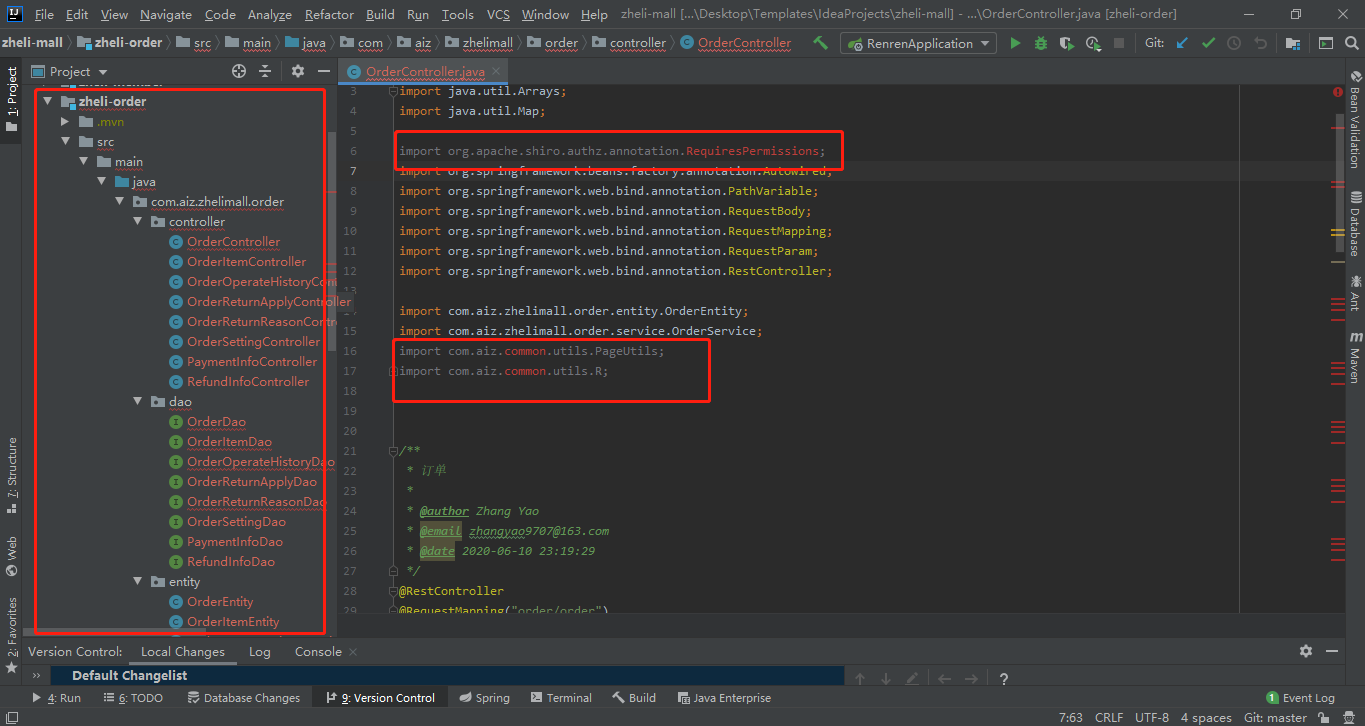 File Edit View Navigate Code Analyze Refactor Build Run Tools VCS Window Help zheli-mall [...\Desktop\Templates\IdeaProjects\zheli-mall] - ...\OrderController.java [zheli-order]
zheli-mall zheli-order src main java com aiz zhelimall order controller OrderController RenrenApplication Git:
Project
OrderController.java
1: Project
7: Structure
Web
2: Favorites
Bean Validation
Database
Ant
Maven
zheli-order
.mvn
src
main
java
com.aiz.zhelimall.order
controller
OrderController
OrderItemController
OrderOperateHistoryCon
OrderReturnApplyController
OrderReturnReasonContr
OrderSettingController
PaymentInfoController
RefundInfoController
dao
OrderDao
OrderItemDao
OrderOperateHistoryDao
OrderReturnApplyDao
OrderReturnReasonDao
OrderSettingDao
PaymentInfoDao
RefundInfoDao
entity
OrderEntity
OrderItemEntity
3 import java.util.Arrays;
4 import java.util.Map;
5
6 import org.apache.shiro.authz.annotation.RequiresPermissions;
7 import org.springframework.beans.factory.annotation.Autowired;
8 import org.springframework.web.bind.annotation.PathVariable;
9 import org.springframework.web.bind.annotation.RequestBody;
10 import org.springframework.web.bind.annotation.RequestMapping;
11 import org.springframework.web.bind.annotation.RequestParam;
12 import org.springframework.web.bind.annotation.RestController;
13
import com.aiz.zhelimall.order.entity.OrderEntity;
15 import com.aiz.zhelimall.order.service.OrderService;
16 import com.aiz.common.utils.PageUtils;
17 import com.aiz.common.utils.R;
18
19
20
21 /**
22 * 订单
23 *
24 * @author Zhang Yao
25 * @email zhangyao9707@163.com
26 * @date 2020-06-10 23:19:29
27 */
28 @RestController
29 @RequestMapping("order/order")
Version Control: Local Changes Log Console
Default Changelist
4: Run 6: TODO Database Changes 9: Version Control Spring Terminal Build Java Enterprise 1 Event Log
7:63 CRLF UTF-8 4 spaces Git: master